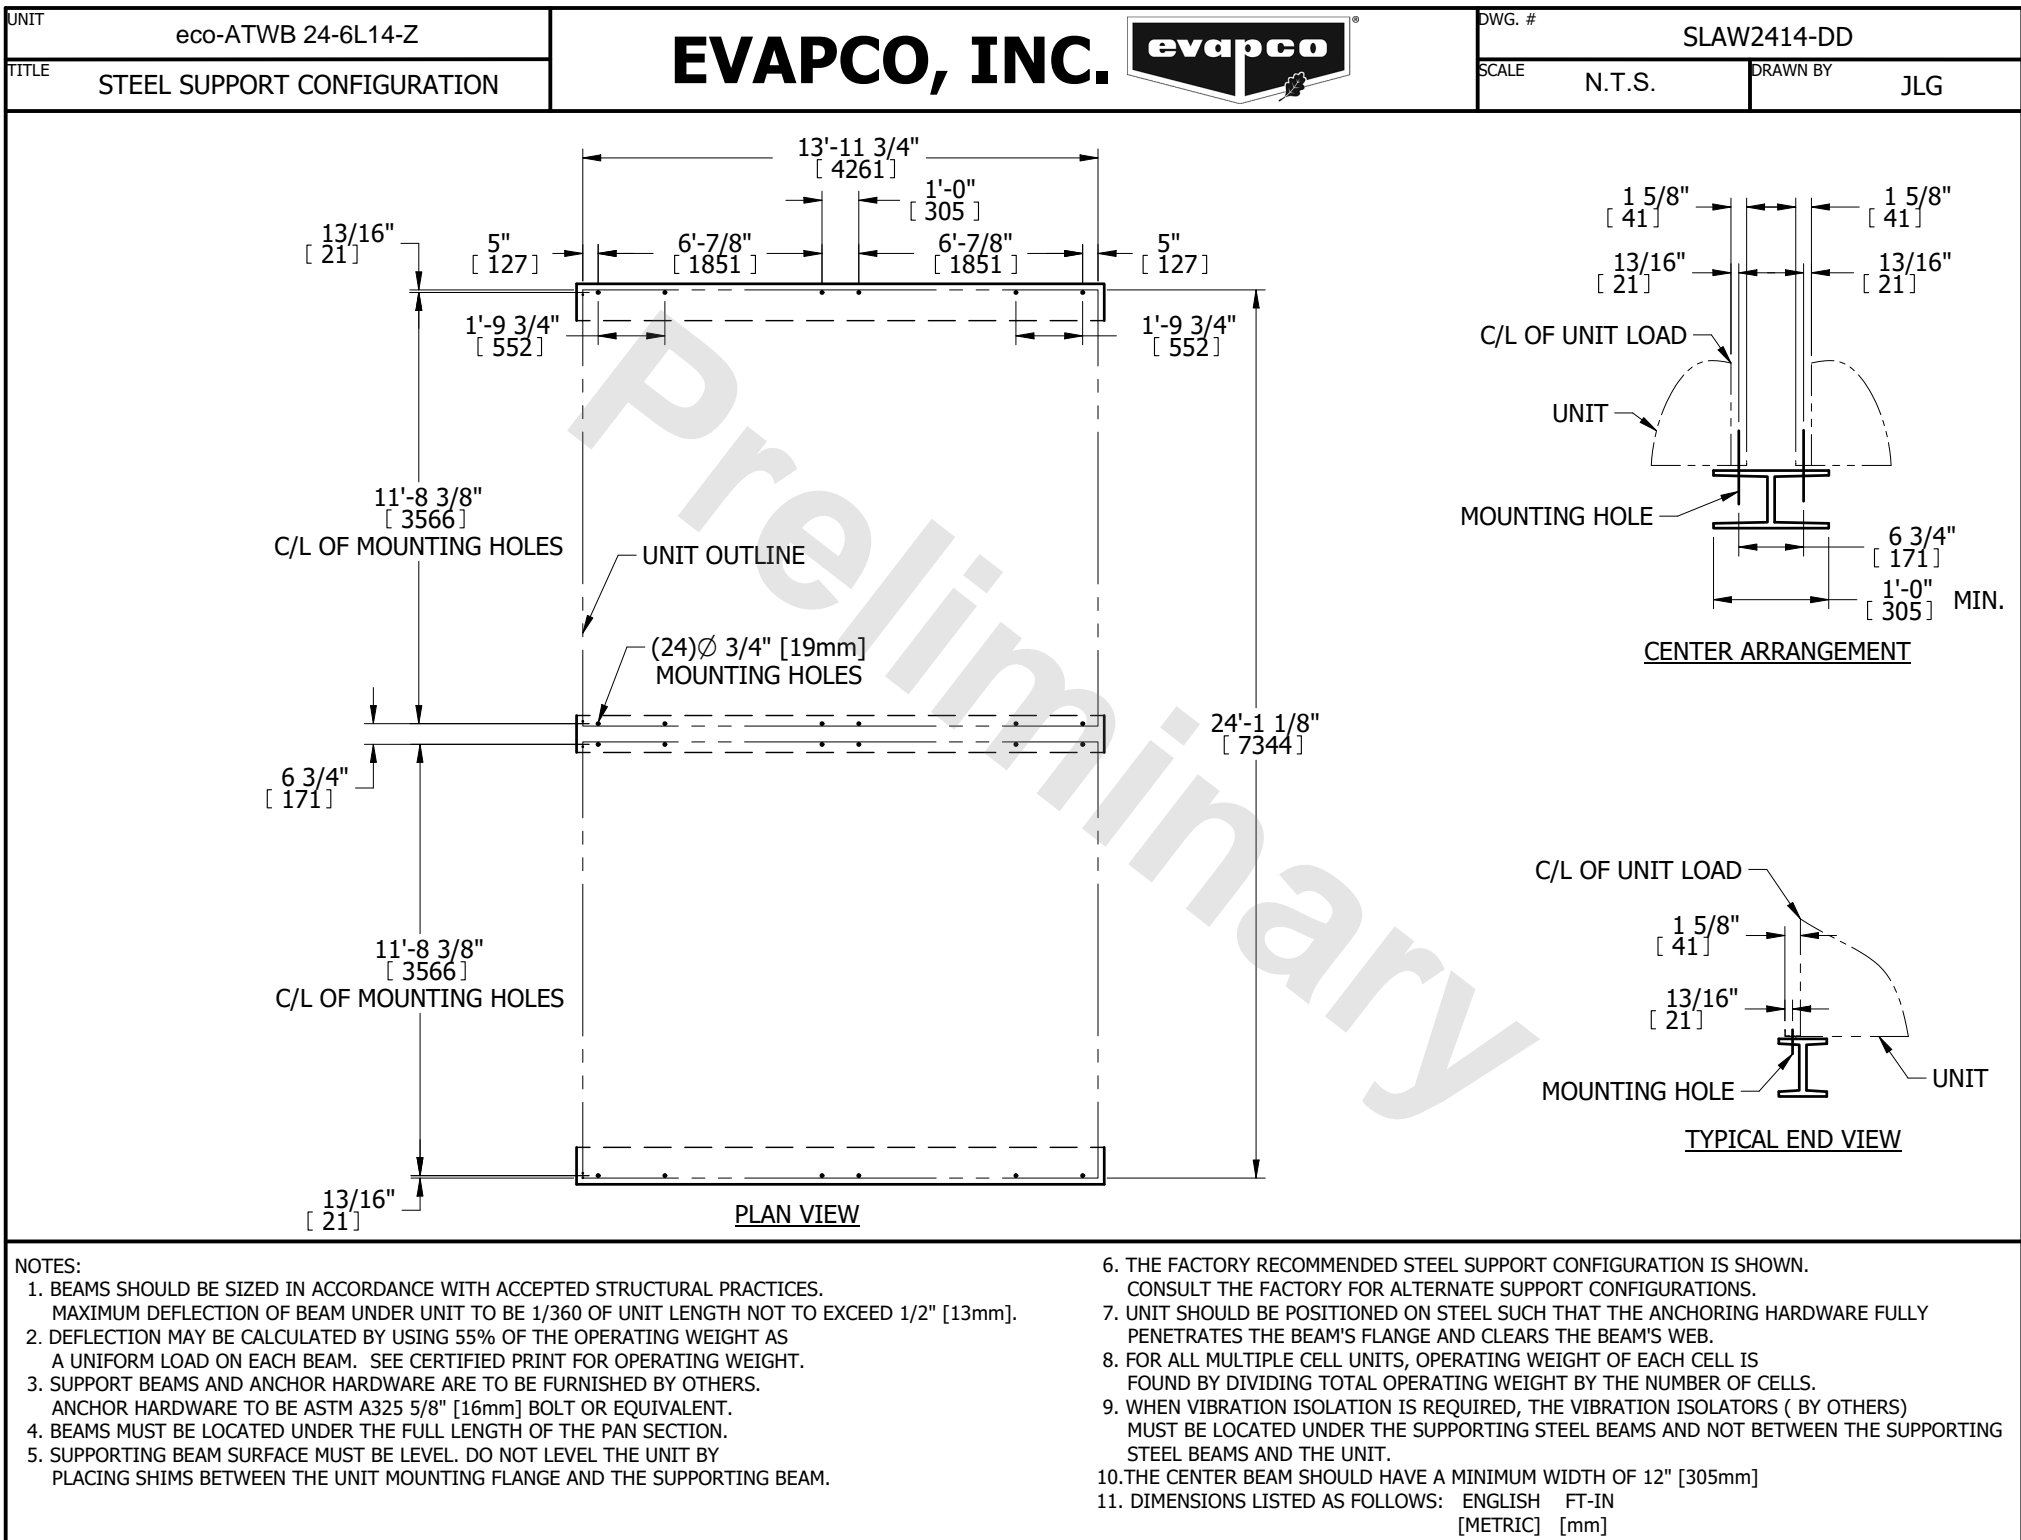 UNIT
eco-ATWB 24-6L14-Z
TITLE
STEEL SUPPORT CONFIGURATION
EVAPCO, INC.
evapco
®
DWG. #
SLAW2414-DD
SCALE
N.T.S.
DRAWN BY
JLG
13'-11 3/4"
[ 4261 ]
1'-0"
[ 305 ]
13/16"
[ 21 ]
5"
[ 127 ]
6'-7/8"
[ 1851 ]
6'-7/8"
[ 1851 ]
5"
[ 127 ]
1'-9 3/4"
[ 552 ]
1'-9 3/4"
[ 552 ]
11'-8 3/8"
[ 3566 ]
C/L OF MOUNTING HOLES
UNIT OUTLINE
(24)∅ 3/4" [19mm]
MOUNTING HOLES
6 3/4"
[ 171 ]
24'-1 1/8"
[ 7344 ]
11'-8 3/8"
[ 3566 ]
C/L OF MOUNTING HOLES
13/16"
[ 21 ]
PLAN VIEW
Preliminary
1 5/8"
[ 41 ]
1 5/8"
[ 41 ]
13/16"
[ 21 ]
13/16"
[ 21 ]
C/L OF UNIT LOAD
UNIT
MOUNTING HOLE
6 3/4"
[ 171 ]
1'-0"
[ 305 ] MIN.
CENTER ARRANGEMENT
C/L OF UNIT LOAD
1 5/8"
[ 41 ]
13/16"
[ 21 ]
MOUNTING HOLE
UNIT
TYPICAL END VIEW
NOTES:
1. BEAMS SHOULD BE SIZED IN ACCORDANCE WITH ACCEPTED STRUCTURAL PRACTICES.
MAXIMUM DEFLECTION OF BEAM UNDER UNIT TO BE 1/360 OF UNIT LENGTH NOT TO EXCEED 1/2" [13mm].
2. DEFLECTION MAY BE CALCULATED BY USING 55% OF THE OPERATING WEIGHT AS
A UNIFORM LOAD ON EACH BEAM. SEE CERTIFIED PRINT FOR OPERATING WEIGHT.
3. SUPPORT BEAMS AND ANCHOR HARDWARE ARE TO BE FURNISHED BY OTHERS.
ANCHOR HARDWARE TO BE ASTM A325 5/8" [16mm] BOLT OR EQUIVALENT.
4. BEAMS MUST BE LOCATED UNDER THE FULL LENGTH OF THE PAN SECTION.
5. SUPPORTING BEAM SURFACE MUST BE LEVEL. DO NOT LEVEL THE UNIT BY
PLACING SHIMS BETWEEN THE UNIT MOUNTING FLANGE AND THE SUPPORTING BEAM.
6. THE FACTORY RECOMMENDED STEEL SUPPORT CONFIGURATION IS SHOWN.
CONSULT THE FACTORY FOR ALTERNATE SUPPORT CONFIGURATIONS.
7. UNIT SHOULD BE POSITIONED ON STEEL SUCH THAT THE ANCHORING HARDWARE FULLY
PENETRATES THE BEAM'S FLANGE AND CLEARS THE BEAM'S WEB.
8. FOR ALL MULTIPLE CELL UNITS, OPERATING WEIGHT OF EACH CELL IS
FOUND BY DIVIDING TOTAL OPERATING WEIGHT BY THE NUMBER OF CELLS.
9. WHEN VIBRATION ISOLATION IS REQUIRED, THE VIBRATION ISOLATORS ( BY OTHERS)
MUST BE LOCATED UNDER THE SUPPORTING STEEL BEAMS AND NOT BETWEEN THE SUPPORTING
STEEL BEAMS AND THE UNIT.
10.THE CENTER BEAM SHOULD HAVE A MINIMUM WIDTH OF 12" [305mm]
11. DIMENSIONS LISTED AS FOLLOWS: ENGLISH FT-IN
[METRIC] [mm]